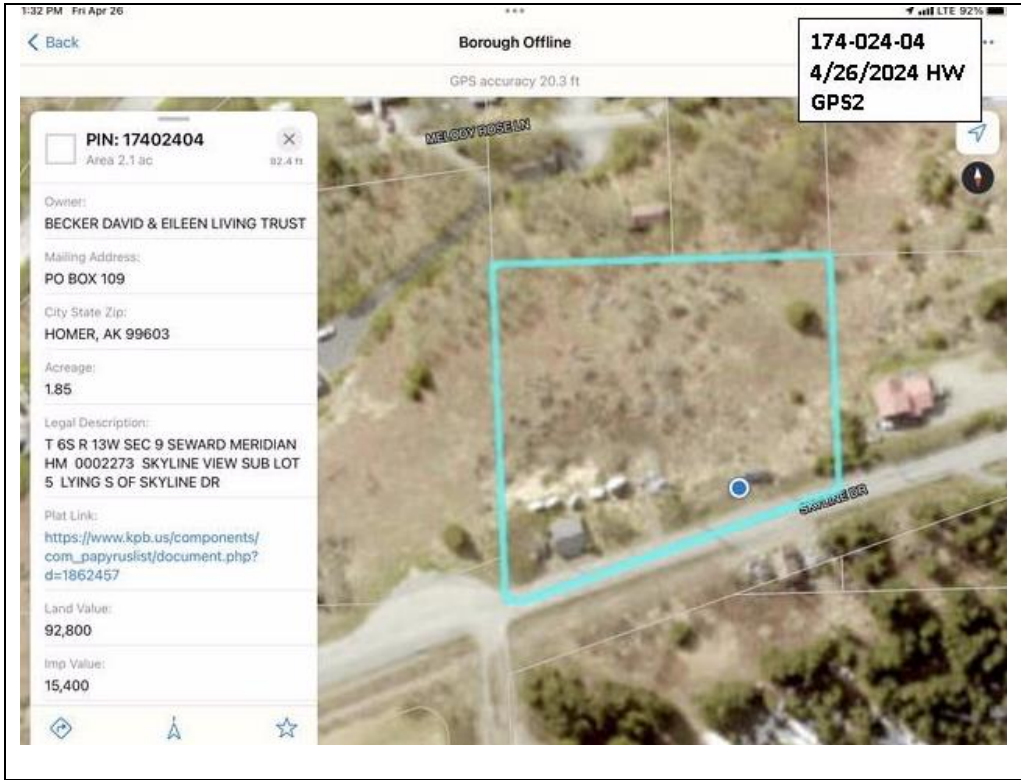 1:32 PM Fri Apr 26
LTE 92%
Back
Borough Offline
GPS accuracy 20.3 ft
174-024-04
4/26/2024 HW
GPS2
PIN: 17402404
Area 2.1 ac
92.4 ft
Owner:
BECKER DAVID & EILEEN LIVING TRUST
Mailing Address:
PO BOX 109
City State Zip:
HOMER, AK 99603
Acreage:
1.85
Legal Description:
T 6S R 13W SEC 9 SEWARD MERIDIAN
HM 0002273 SKYLINE VIEW SUB LOT
5 LYING S OF SKYLINE DR
Plat Link:
https://www.kpb.us/components/
com_papyruslist/document.php?
d=1862457
Land Value:
92,800
Imp Value:
15,400
MELODY ROSE LN
SKYLINE DR